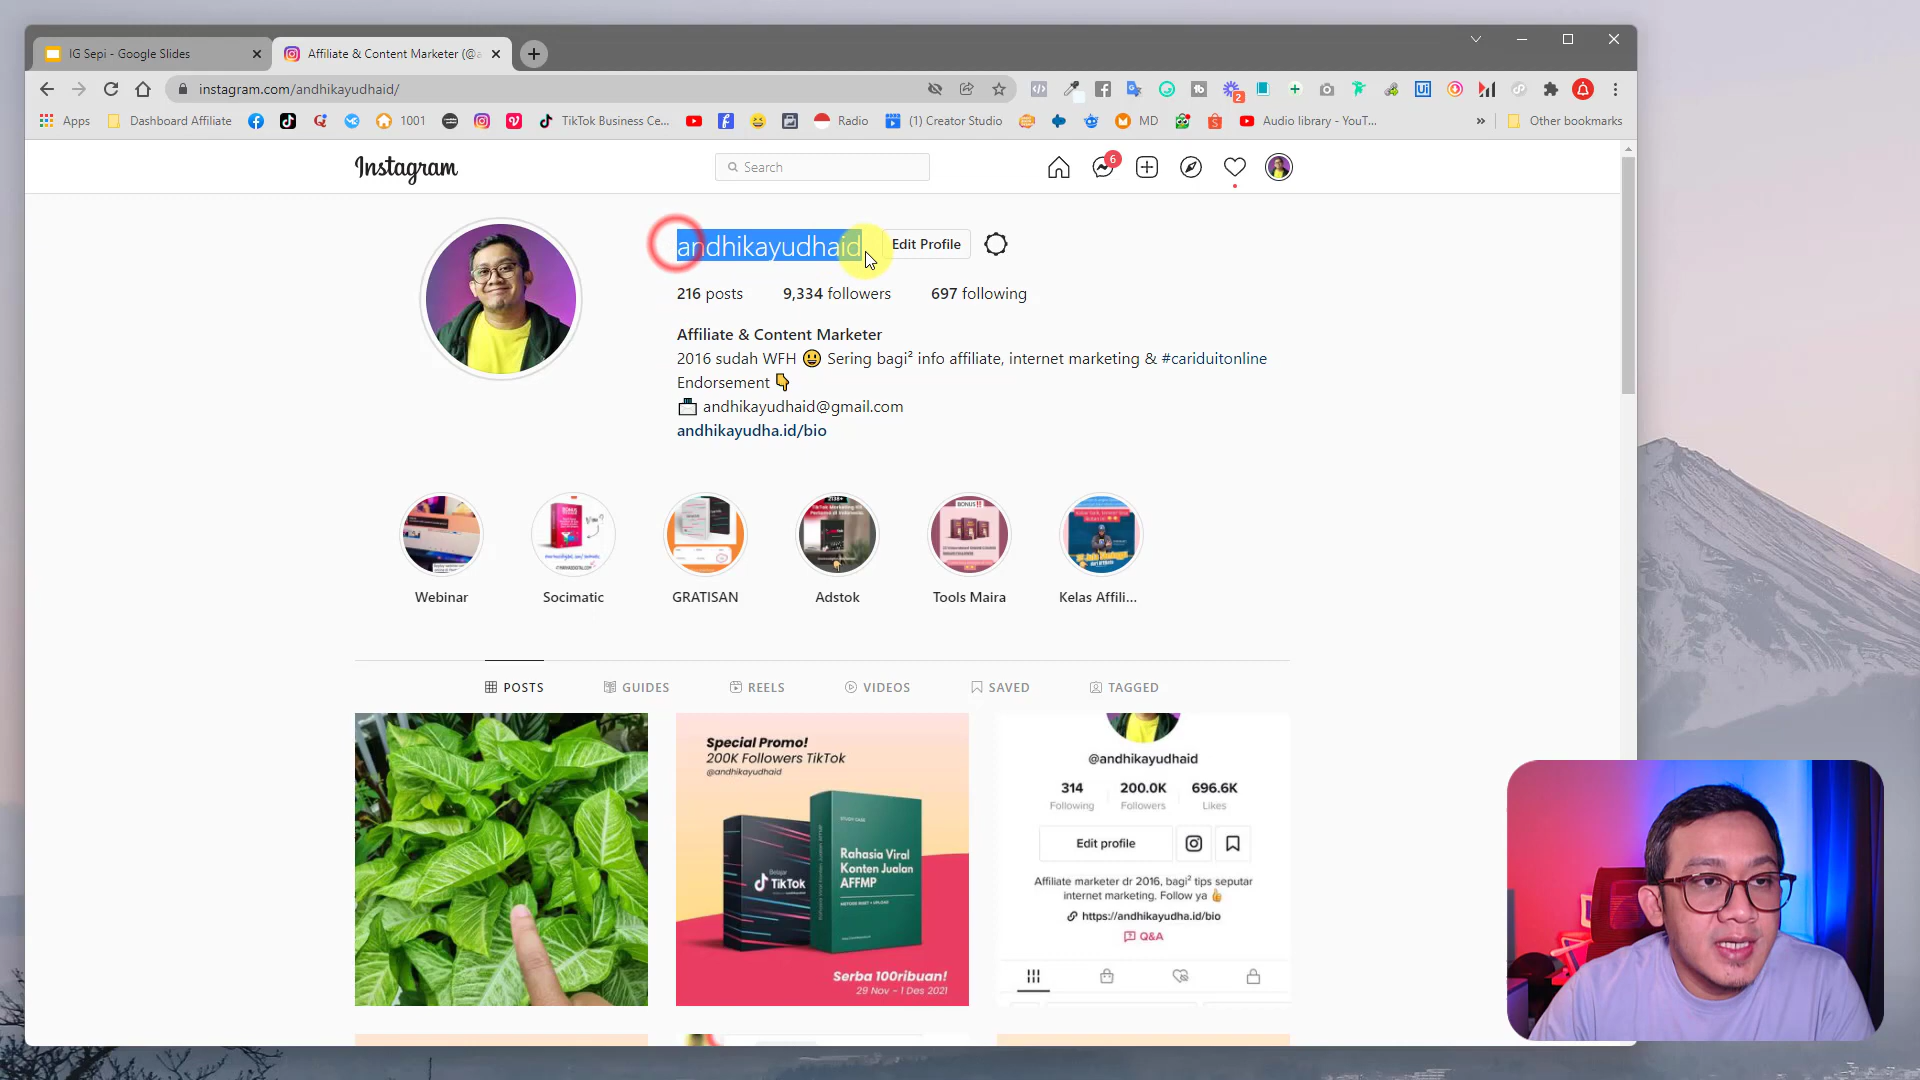 IG Sepi - Google Slides
Affiliate & Content Marketer (@a
instagram.com/andhikayudhaid/
2
Apps
Dashboard Affiliate
1001
TikTok Business Ce...
Radio
(1) Creator Studio
MD
Audio library - YouT...
»
Other bookmarks
Instagram
Search
6
andhikayudhaid
Edit Profile
216 posts
9,334 followers
697 following
Affiliate & Content Marketer
2016 sudah WFH 😃 Sering bagi² info affiliate, internet marketing & #cariduitonline
Endorsement 👇
📩 andhikayudhaid@gmail.com
andhikayudha.id/bio
Webinar
Socimatic
GRATISAN
Adstok
Tools Maira
Kelas Affili...
POSTS
GUIDES
REELS
VIDEOS
SAVED
TAGGED
Special Promo!
200K Followers TikTok
@andhikayudhaid
Belajar
TikTok
STUDY CASE
Rahasia Viral
Konten Jualan
AFFMP
Serba 100ribuan!
29 Nov - 1 Des 2021
@andhikayudhaid
314
200.0K
696.6K
Following
Followers
Likes
Edit profile
Affiliate marketer dr 2016, bagi² tips seputar
internet marketing. Follow ya 👍
https://andhikayudha.id/bio
Q&A